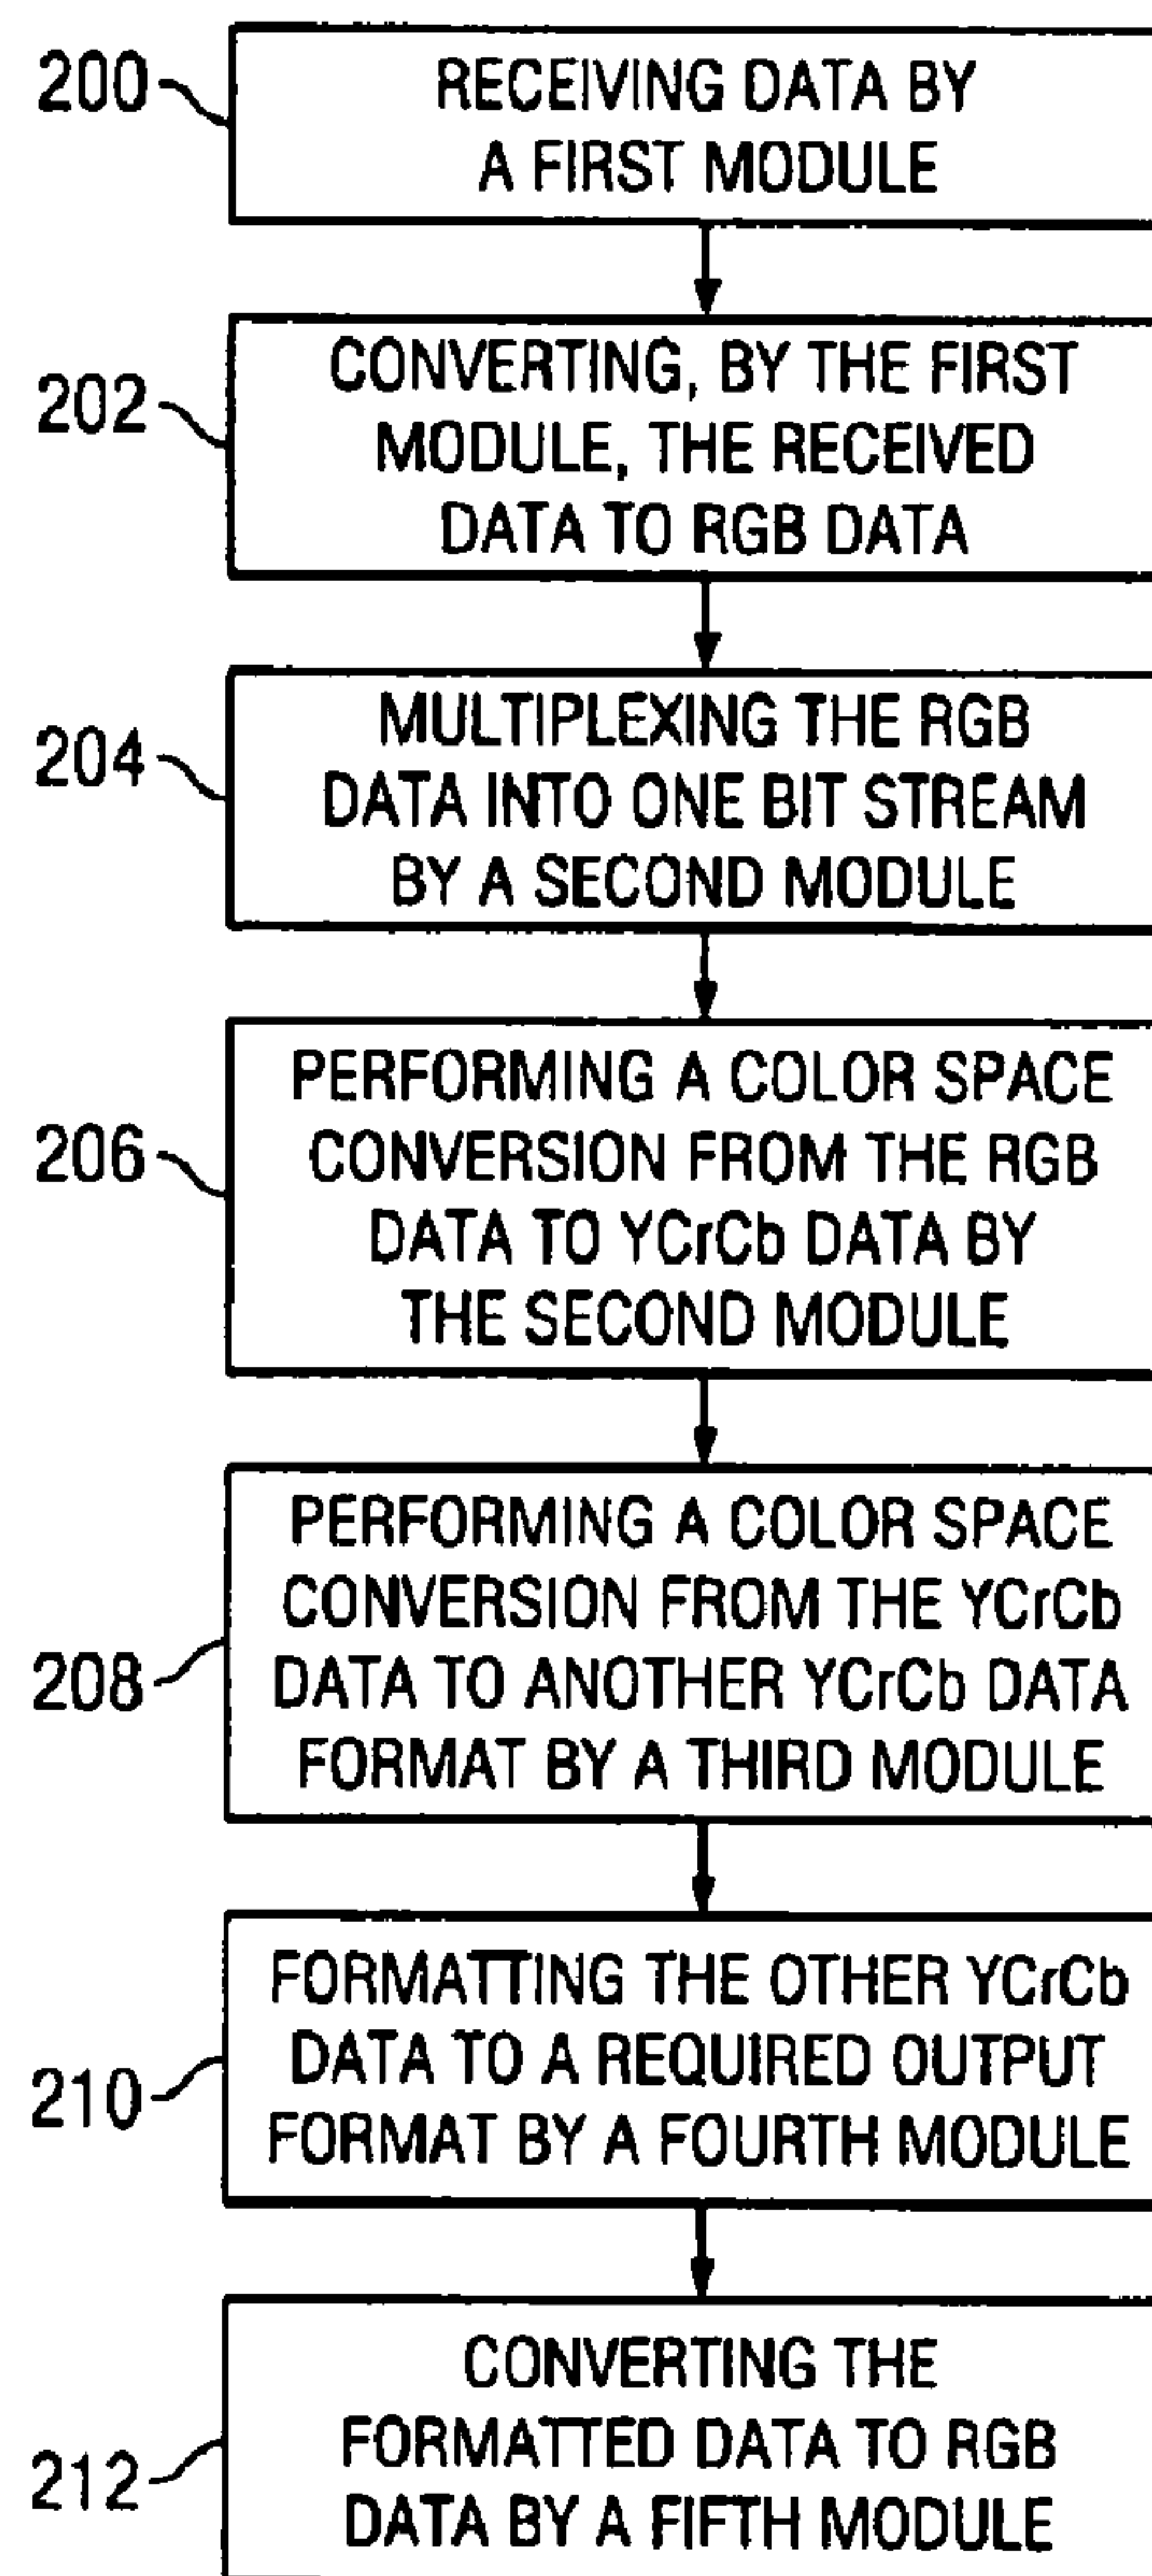 200
RECEIVING DATA BY
A FIRST MODULE
202
CONVERTING, BY THE FIRST
MODULE, THE RECEIVED
DATA TO RGB DATA
204
MULTIPLEXING THE RGB
DATA INTO ONE BIT STREAM
BY A SECOND MODULE
206
PERFORMING A COLOR SPACE
CONVERSION FROM THE RGB
DATA TO YCrCb DATA BY
THE SECOND MODULE
208
PERFORMING A COLOR SPACE
CONVERSION FROM THE YCrCb
DATA TO ANOTHER YCrCb DATA
FORMAT BY A THIRD MODULE
210
FORMATTING THE OTHER YCrCb
DATA TO A REQUIRED OUTPUT
FORMAT BY A FOURTH MODULE
212
CONVERTING THE
FORMATTED DATA TO RGB
DATA BY A FIFTH MODULE